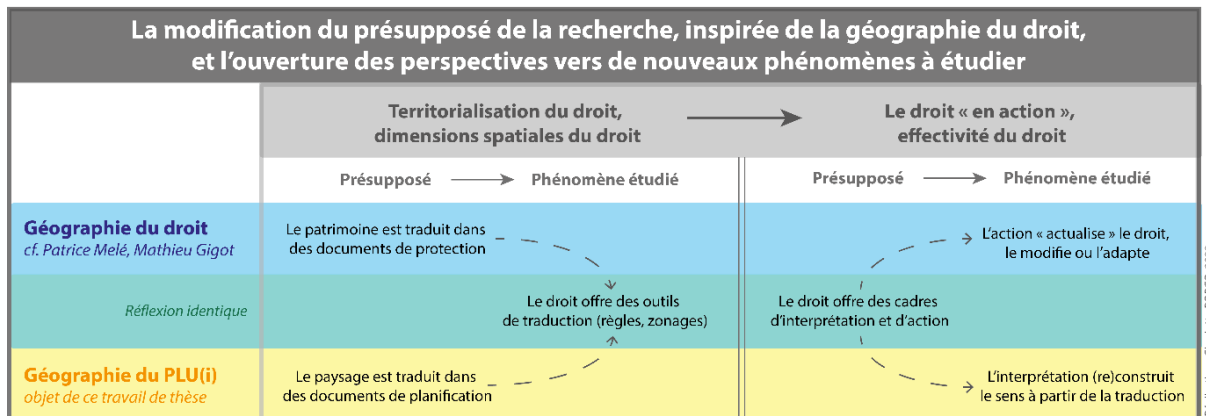 La modification du présupposé de la recherche, inspirée de la géographie du droit,
et l'ouverture des perspectives vers de nouveaux phénomènes à étudier
Territorialisation du droit,
dimensions spatiales du droit
Le droit « en action »,
effectivité du droit
Présupposé
Phénomène étudié
Présupposé
Phénomène étudié
Géographie du droit
cf. Patrice Melé, Mathieu Gigot
Le patrimoine est traduit dans
des documents de protection
L'action « actualise » le droit,
le modifie ou l'adapte
Réflexion identique
Le droit offre des outils
de traduction (règles, zonages)
Le droit offre des cadres
d'interprétation et d'action
Géographie du PLU(i)
objet de ce travail de thèse
Le paysage est traduit dans
des documents de planification
L'interprétation (re)construit
le sens à partir de la traduction